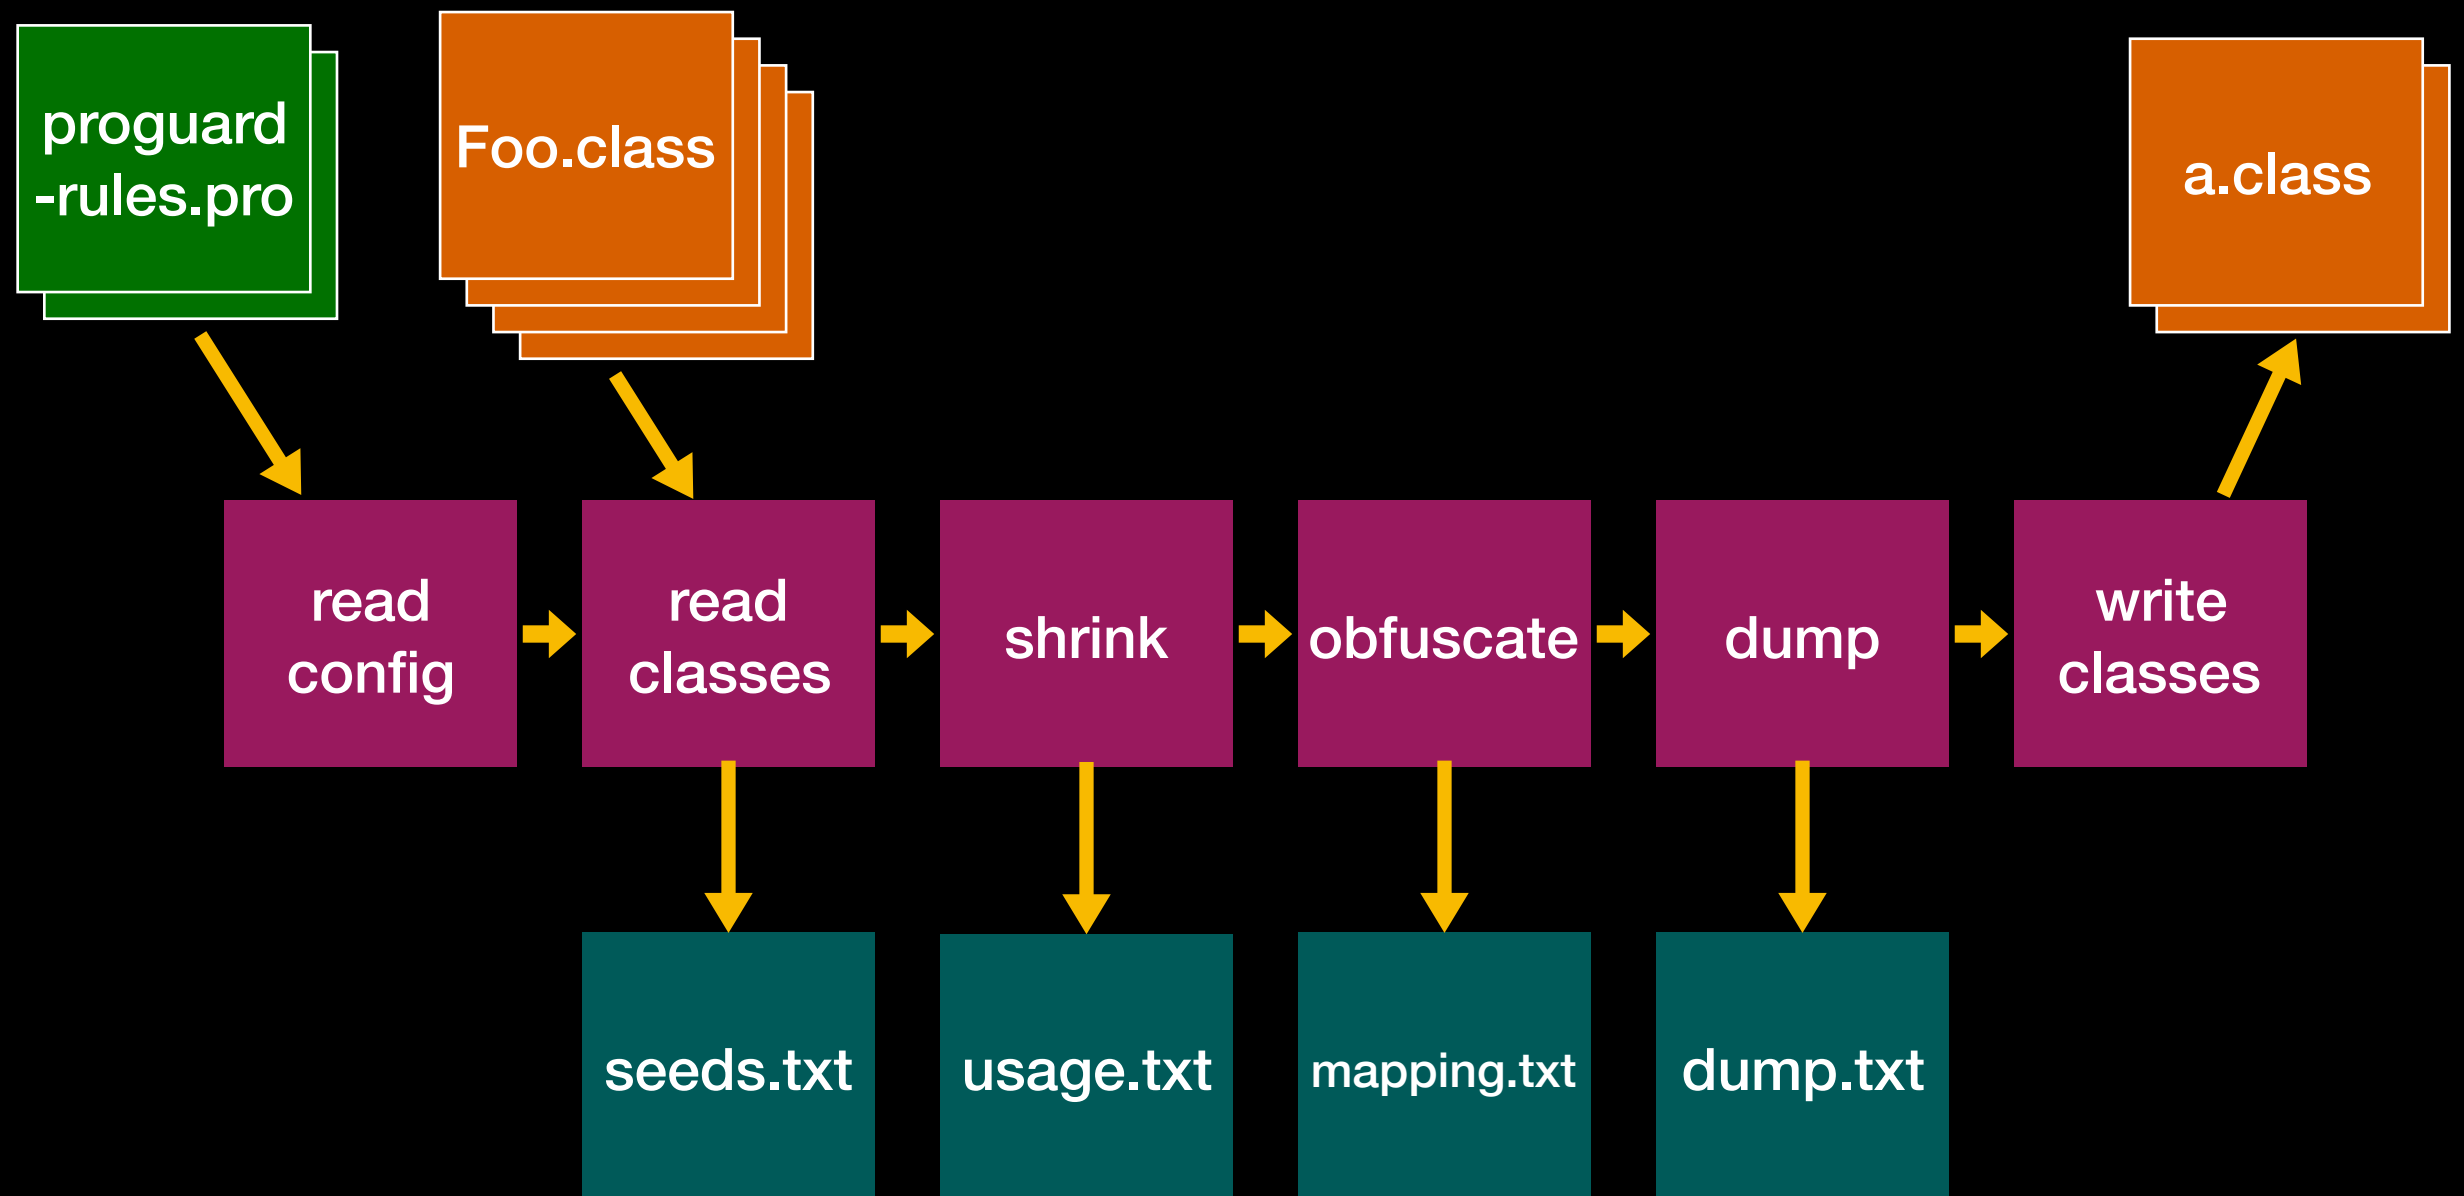 proguard
-rules.pro
Foo.class
a.class
read
config
read
classes
shrink
obfuscate
dump
write
classes
seeds.txt
usage.txt
mapping.txt
dump.txt